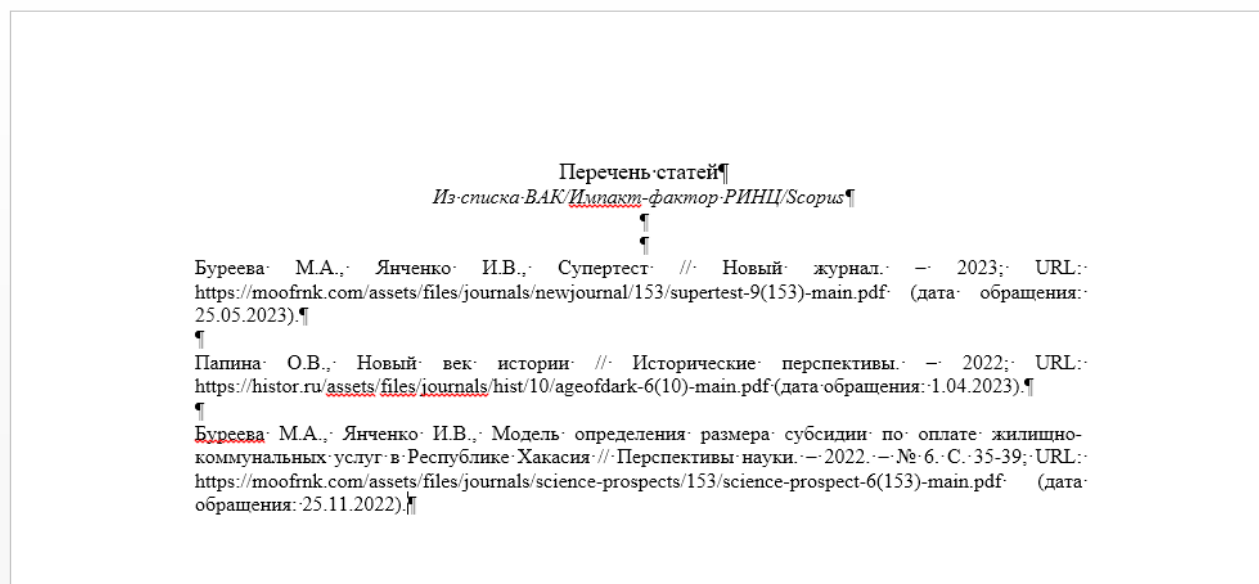 Перечень статей¶
Из списка ВАК/Импакт-фактор РИНЦ/Scopus¶
¶
¶
Буреева М.А., Янченко И.В., Супертест // Новый журнал. – 2023; URL:
https://moofrnk.com/assets/files/journals/newjournal/153/supertest-9(153)-main.pdf (дата обращения:
25.05.2023).¶
¶
Папина О.В., Новый век истории // Исторические перспективы. – 2022; URL:
https://histor.ru/assets/files/journals/hist/10/ageofdark-6(10)-main.pdf (дата обращения: 1.04.2023).¶
¶
Буреева М.А., Янченко И.В., Модель определения размера субсидии по оплате жилищно-
коммунальных услуг в Республике Хакасия // Перспективы науки. – 2022. – № 6. С. 35-39; URL:
https://moofrnk.com/assets/files/journals/science-prospects/153/science-prospect-6(153)-main.pdf (дата
обращения: 25.11.2022).¶